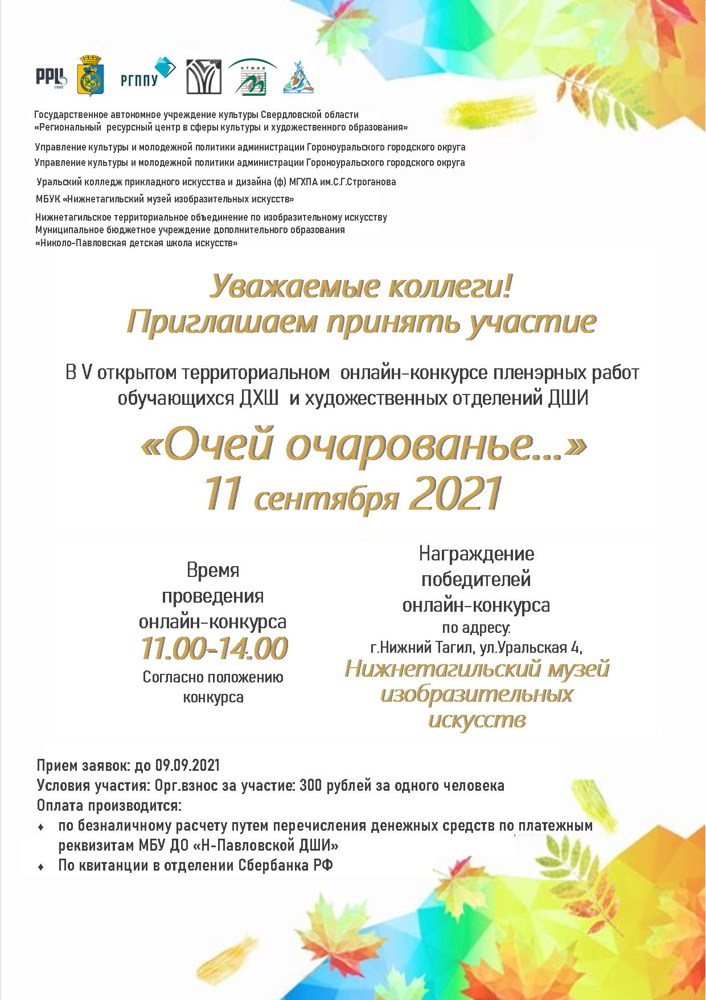 РРЦ
СКХО
РГППУ
НТМИИ
Государственное автономное учреждение культуры Свердловской области
«Региональный ресурсный центр в сферы культуры и художественного образования»
Управление культуры и молодежной политики администрации Гороноуральского городского округа
Управление культуры и молодежной политики администрации Гороноуральского городского округа
Уральский колледж прикладного искусства и дизайна (ф) МГХПА им.С.Г.Строганова
МБУК «Нижнетагильский музей изобразительных искусств»
Нижнетагильское территориальное объединение по изобразительному искусству
Муниципальное бюджетное учреждение дополнительного образования
«Николо-Павловская детская школа искусств»
Уважаемые коллеги!
Приглашаем принять участие
В V открытом территориальном онлайн-конкурсе пленэрных работ
обучающихся ДХШ и художественных отделений ДШИ
«Очей очарованье...»
11 сентября 2021
Время
проведения
онлайн-конкурса
11.00-14.00
Согласно положению
конкурса
Награждение
победителей
онлайн-конкурса
по адресу:
г.Нижний Тагил, ул.Уральская 4,
Нижнетагильский музей
изобразительных
искусств
Прием заявок: до 09.09.2021
Условия участия: Орг.взнос за участие: 300 рублей за одного человека
Оплата производится:
♦ по безналичному расчету путем перечисления денежных средств по платежным
реквизитам МБУ ДО «Н-Павловской ДШИ»
♦ По квитанции в отделении Сбербанка РФ